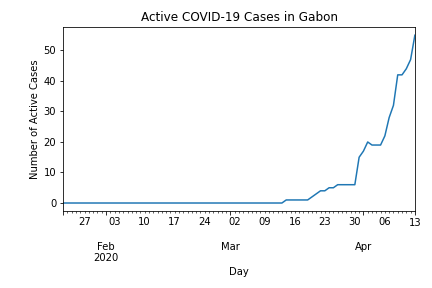 Active COVID-19 Cases in Gabon
Number of Active Cases
50
40
30
20
10
0
27 03 10 17 24 02 09 16 23 30 06 13
Feb Mar Apr
2020
Day